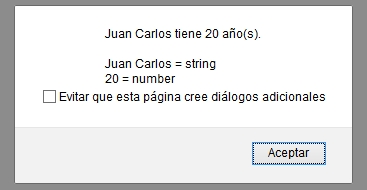 Juan Carlos tiene 20 año(s).
Juan Carlos = string
20 = number
Evitar que esta página cree diálogos adicionales
Aceptar